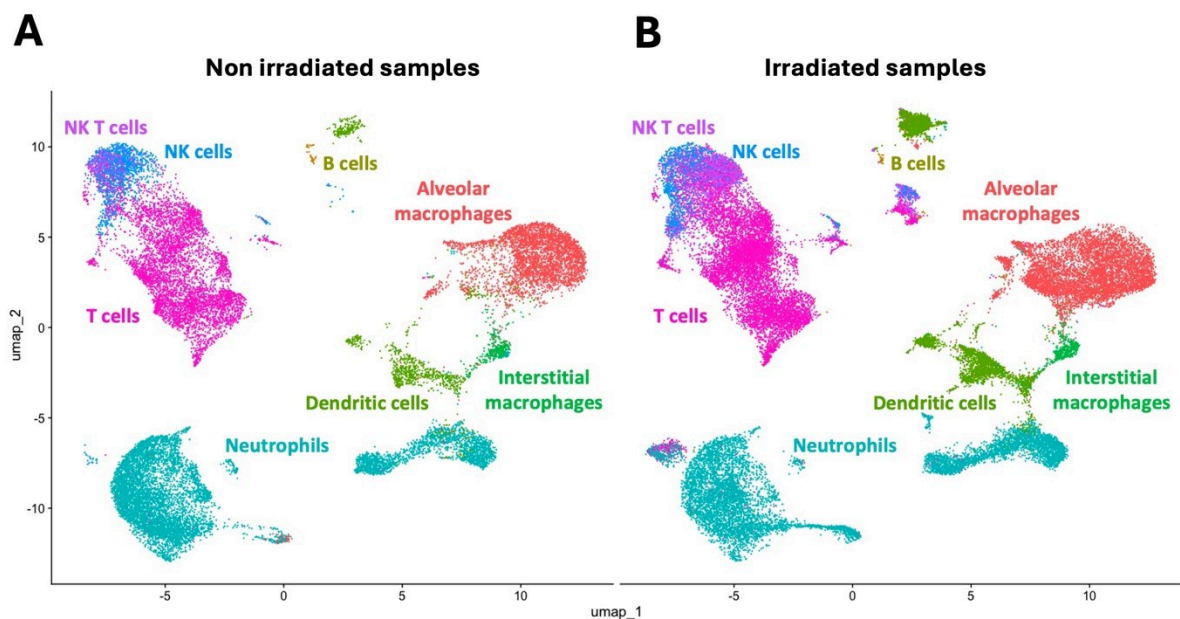 A
Non irradiated samples
NK T cells
NK cells
B cells
Alveolar
macrophages
T cells
Interstitial
macrophages
Dendritic cells
Neutrophils
10
5
0
-5
-10
umap_2
-5
0
5
10
B
Irradiated samples
NK T cells
NK cells
B cells
Alveolar
macrophages
T cells
Interstitial
macrophages
Dendritic cells
Neutrophils
-5
0
5
10
umap_1